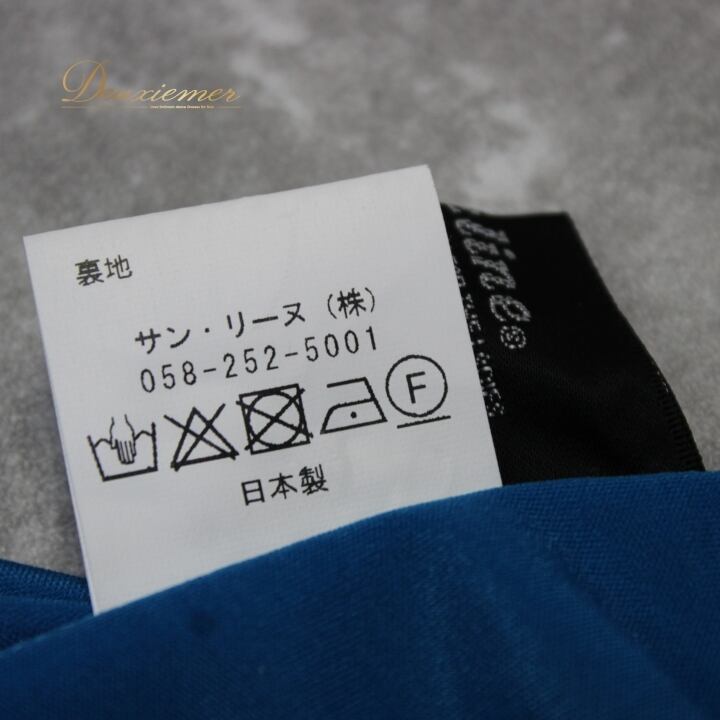 Deuxiemer
裏地
サン・リーヌ（株）
058-252-5001
F
日本製